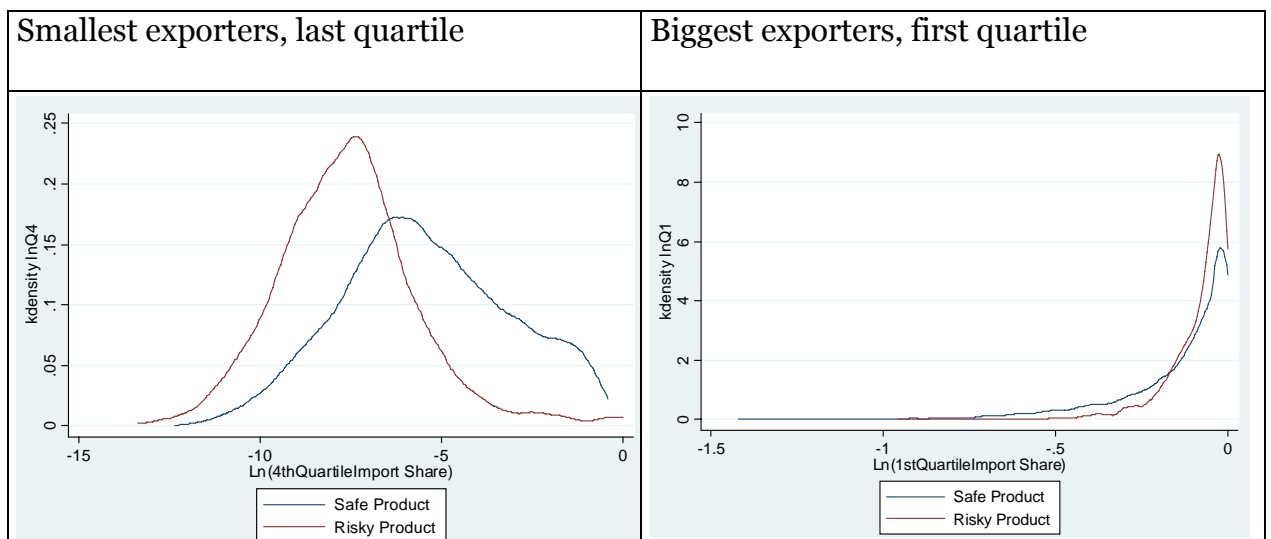 Smallest exporters, last quartile
Biggest exporters, first quartile
kdensity lnQ4
.25
.2
.15
.1
.05
0
-15
-10
-5
0
Ln(4thQuartileImport Share)
Safe Product
Risky Product
kdensity lnQ1
10
8
6
4
2
0
-1.5
-1
-.5
0
Ln(1stQuartileImport Share)
Safe Product
Risky Product